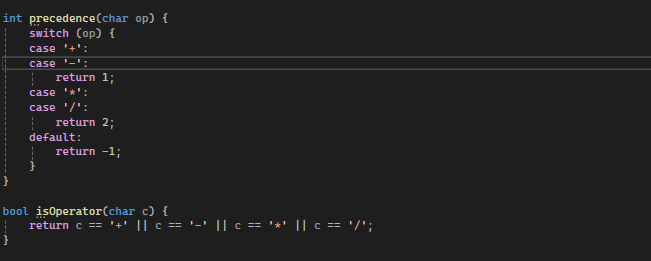 int precedence(char op) {
    switch (op) {
    case '+':
    case '-':
        return 1;
    case '*':
    case '/':
        return 2;
    default:
        return -1;
    }
}

bool isOperator(char c) {
    return c == '+' || c == '-' || c == '*' || c == '/';
}